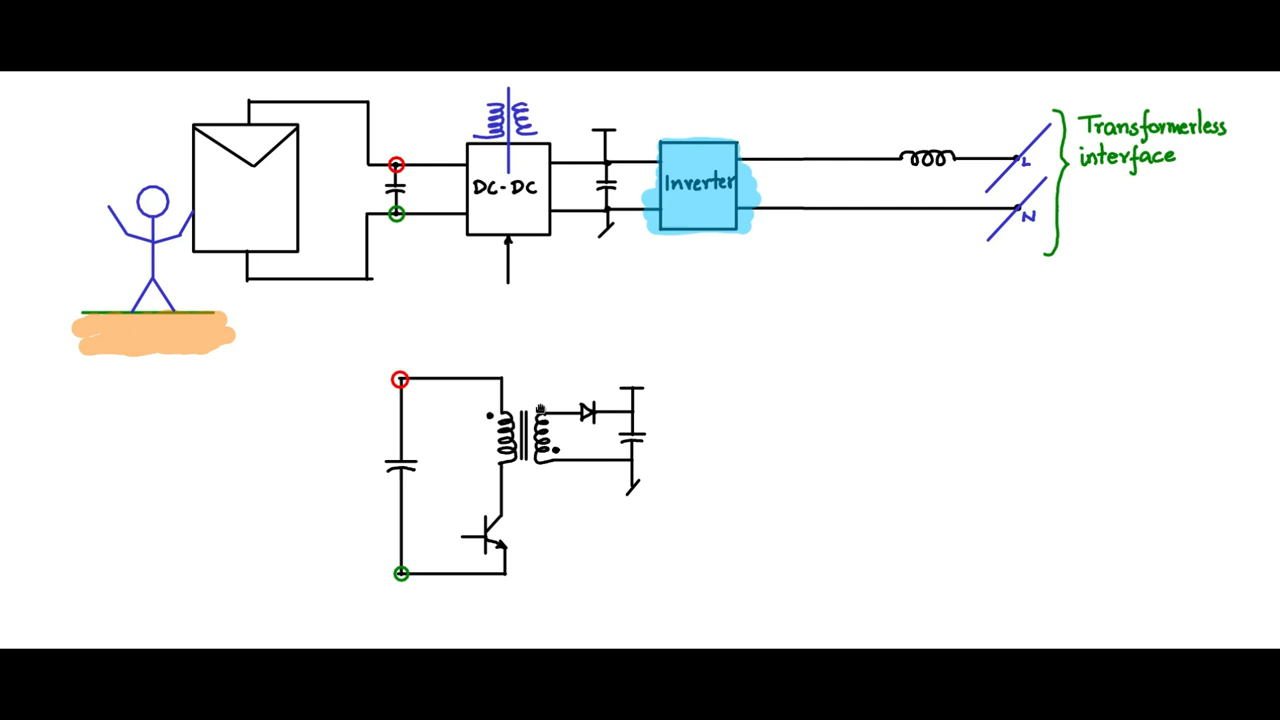 DC-DC
Inverter
L
N
Transformerless
interface